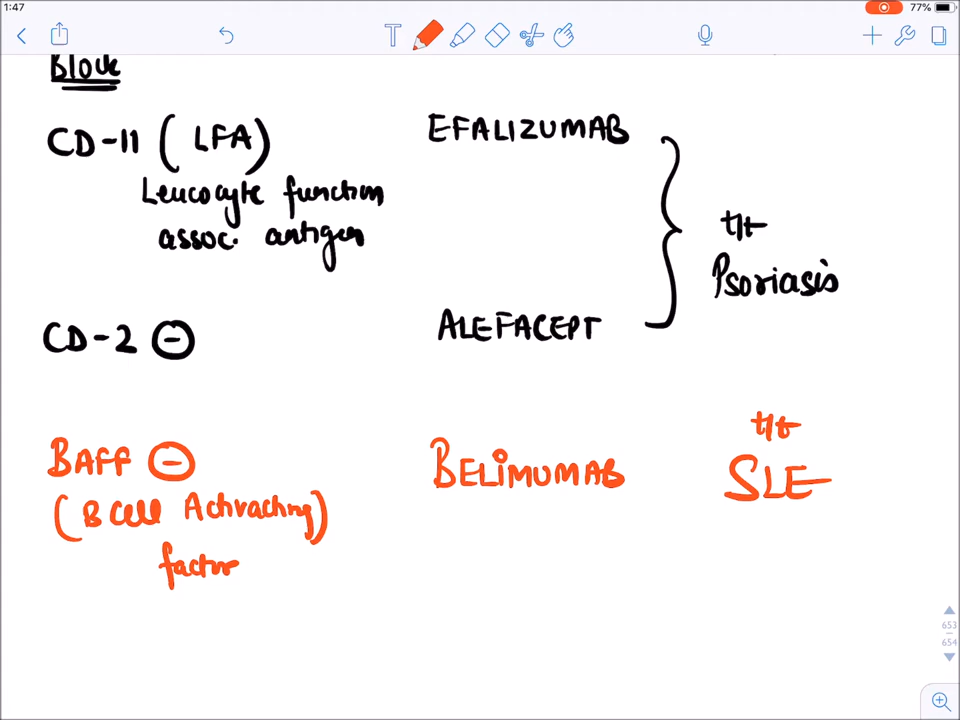 1:47
77%
T
Block
CD-11 ( LFA )
EFALIZUMAB
Leucocyte function
assoc. antigen
t/t
Psoriasis
CD-2 ⊖
ALEFACEPT
t/t
BAFF ⊖
BELIMUMAB
SLE
( B Cell Activating )
factor
653
654